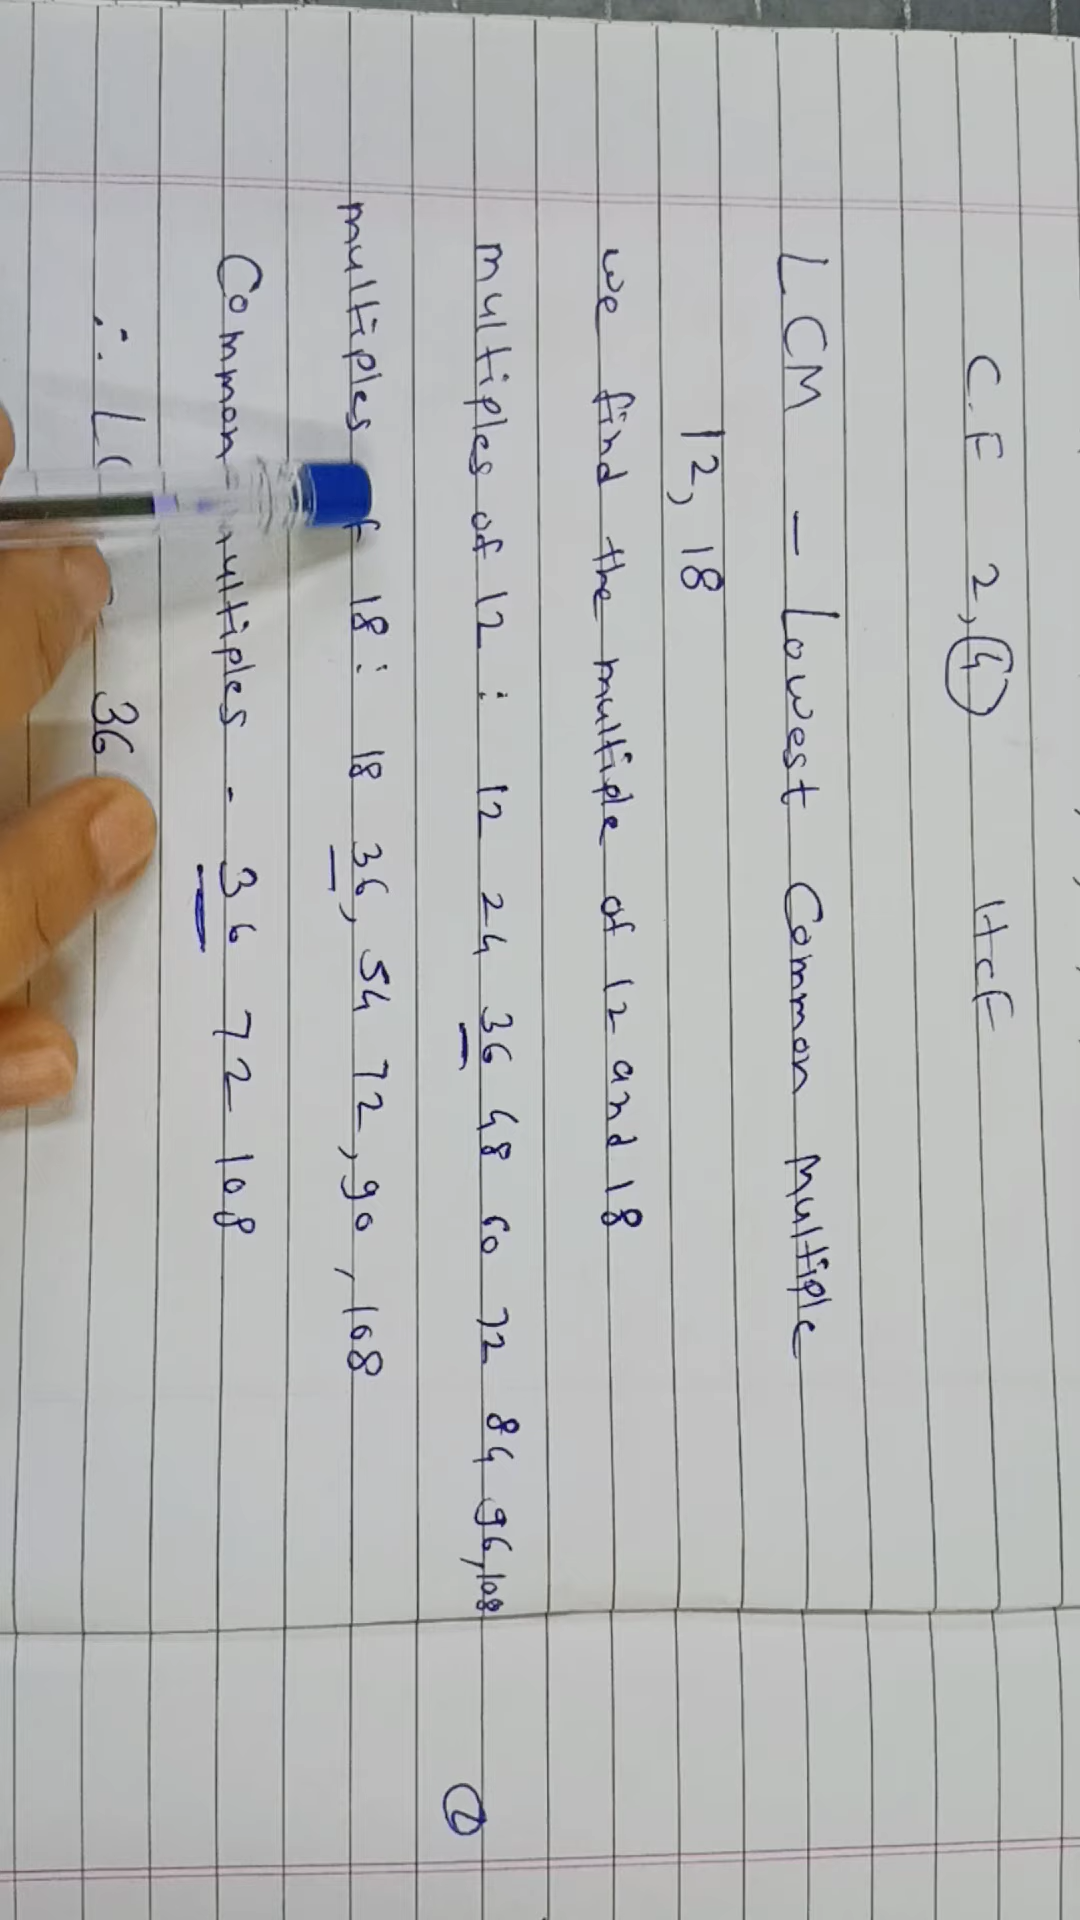 C.F 2, 4 HCF
LCM - Lowest Common multiple
12, 18
we find the multiple of 12 and 18
multiples of 12 : 12 24 36 48 60 72 84 96, 108
multiples 18 : 18 36, 54 72, 90, 108
Common multiples - 36 72 108
∴ 36